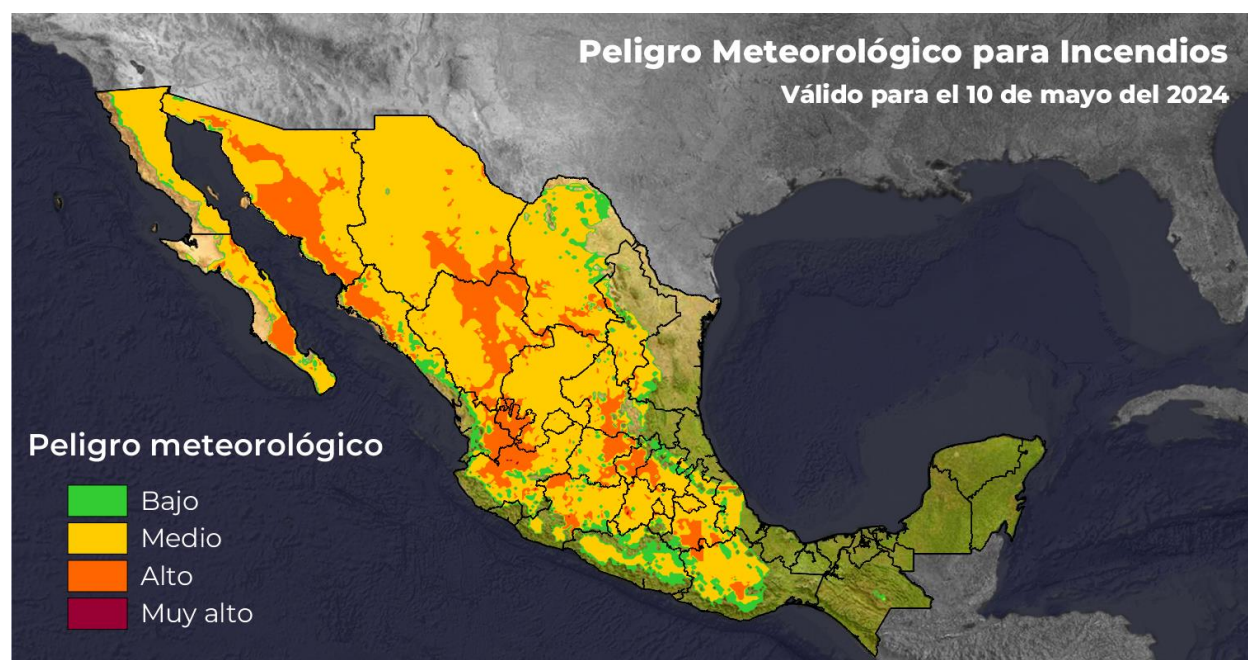 Peligro Meteorológico para Incendios
Válido para el 10 de mayo del 2024
Peligro meteorológico
Bajo
Medio
Alto
Muy alto